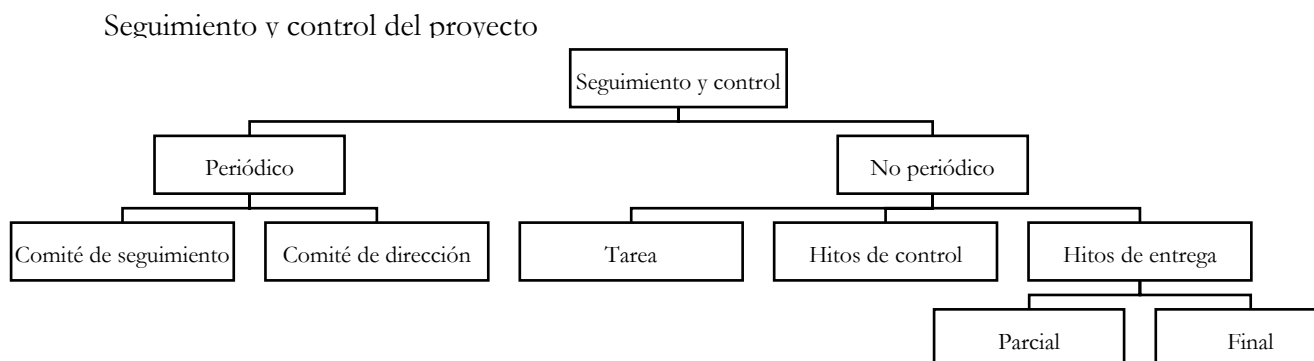 Seguimiento y control del proyecto
Seguimiento y control
Periódico
No periódico
Comité de seguimiento
Comité de dirección
Tarea
Hitos de control
Hitos de entrega
Parcial
Final